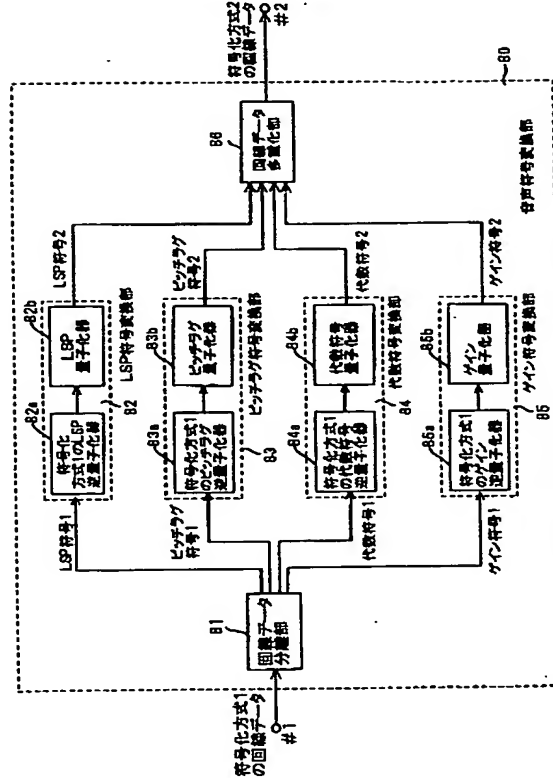 符号化方式1
の回線データ
#1
81
回線データ
分離部
LSP符号1
ピッチラグ
符号1
代数符号1
ゲイン符号1
82a
符号化
方式1のLSP
逆量子化器
82b
LSP
量子化器
82
LSP符号変換部
LSP符号2
83a
符号化方式1
のピッチラグ
逆量子化器
83b
ピッチラグ
量子化器
83
ピッチラグ符号変換部
ピッチラグ
符号2
84a
符号化方式1
の代数符号
逆量子化器
84b
代数符号
量子化器
84
代数符号変換部
代数符号2
85a
符号化方式1
のゲイン
逆量子化器
85b
ゲイン
量子化器
85
ゲイン符号変換部
ゲイン符号2
86
回線データ
多重化部
符号化方式2
の回線データ
#2
80
音声符号変換部